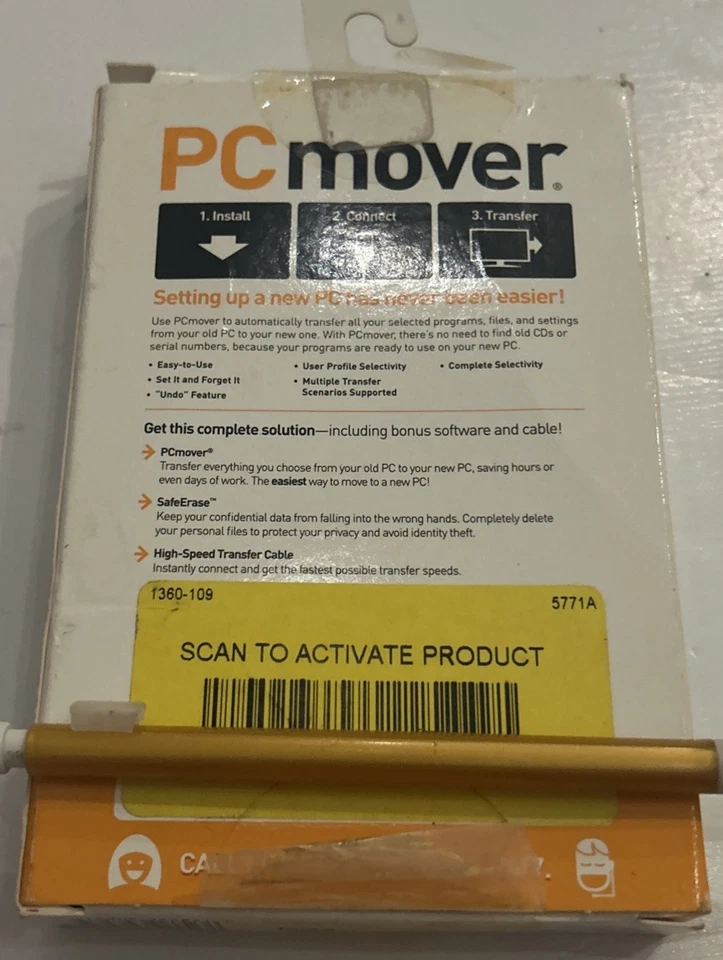 PCmover®
1. Install
2. Connect
3. Transfer
Setting up a new PC has never been easier!
Use PCmover to automatically transfer all your selected programs, files, and settings
from your old PC to your new one. With PCmover, there's no need to find old CDs or
serial numbers, because your programs are ready to use on your new PC.
• Easy-to-Use
• Set It and Forget It
• "Undo" Feature
• User Profile Selectivity
• Multiple Transfer
Scenarios Supported
• Complete Selectivity
Get this complete solution—including bonus software and cable!
PCmover®
Transfer everything you choose from your old PC to your new PC, saving hours or
even days of work. The easiest way to move to a new PC!
SafeErase™
Keep your confidential data from falling into the wrong hands. Completely delete
your personal files to protect your privacy and avoid identity theft.
High-Speed Transfer Cable
Instantly connect and get the fastest possible transfer speeds.
1360-109
5771A
SCAN TO ACTIVATE PRODUCT